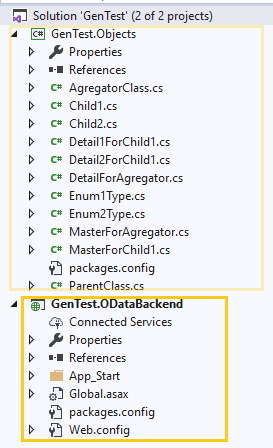 Solution 'GenTest' (2 of 2 projects)
C# GenTest.Objects
Properties
References
C# AgregatorClass.cs
C# Child1.cs
C# Child2.cs
C# Detail1ForChild1.cs
C# Detail2ForChild1.cs
C# DetailForAgregator.cs
C# Enum1Type.cs
C# Enum2Type.cs
C# MasterForAgregator.cs
C# MasterForChild1.cs
packages.config
C# ParentClass.cs
GenTest.ODataBackend
Connected Services
Properties
References
App_Start
Global.asax
packages.config
Web.config